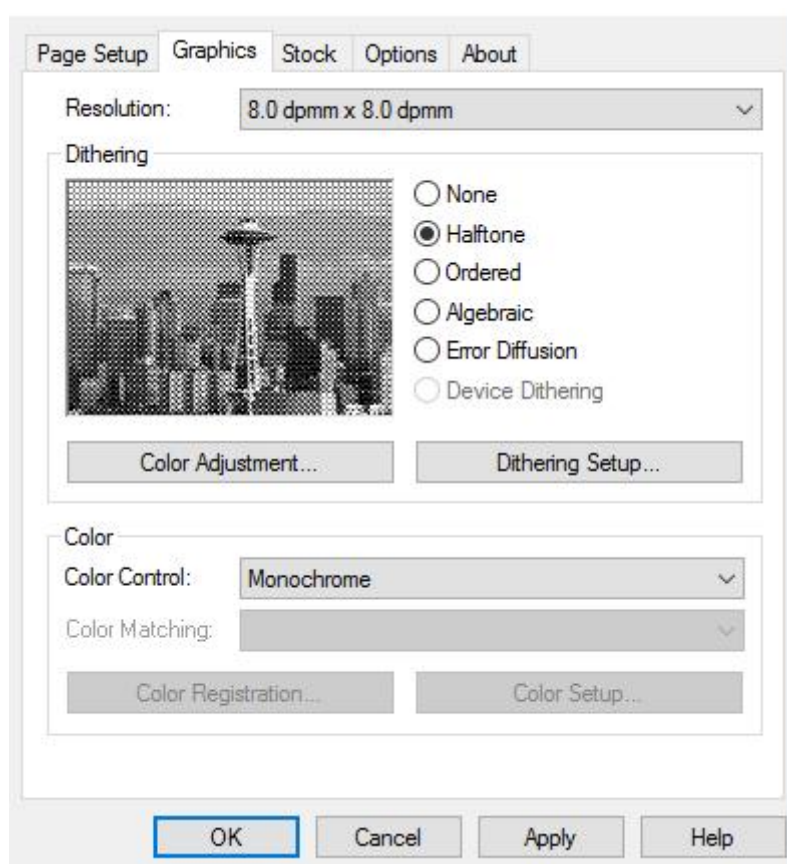 Page Setup Graphics Stock Options About
Resolution: 8.0 dpmm x 8.0 dpmm
Dithering
None
Halftone
Ordered
Algebraic
Error Diffusion
Device Dithering
Color Adjustment... Dithering Setup...
Color
Color Control: Monochrome
Color Matching:
Color Registration... Color Setup...
OK Cancel Apply Help